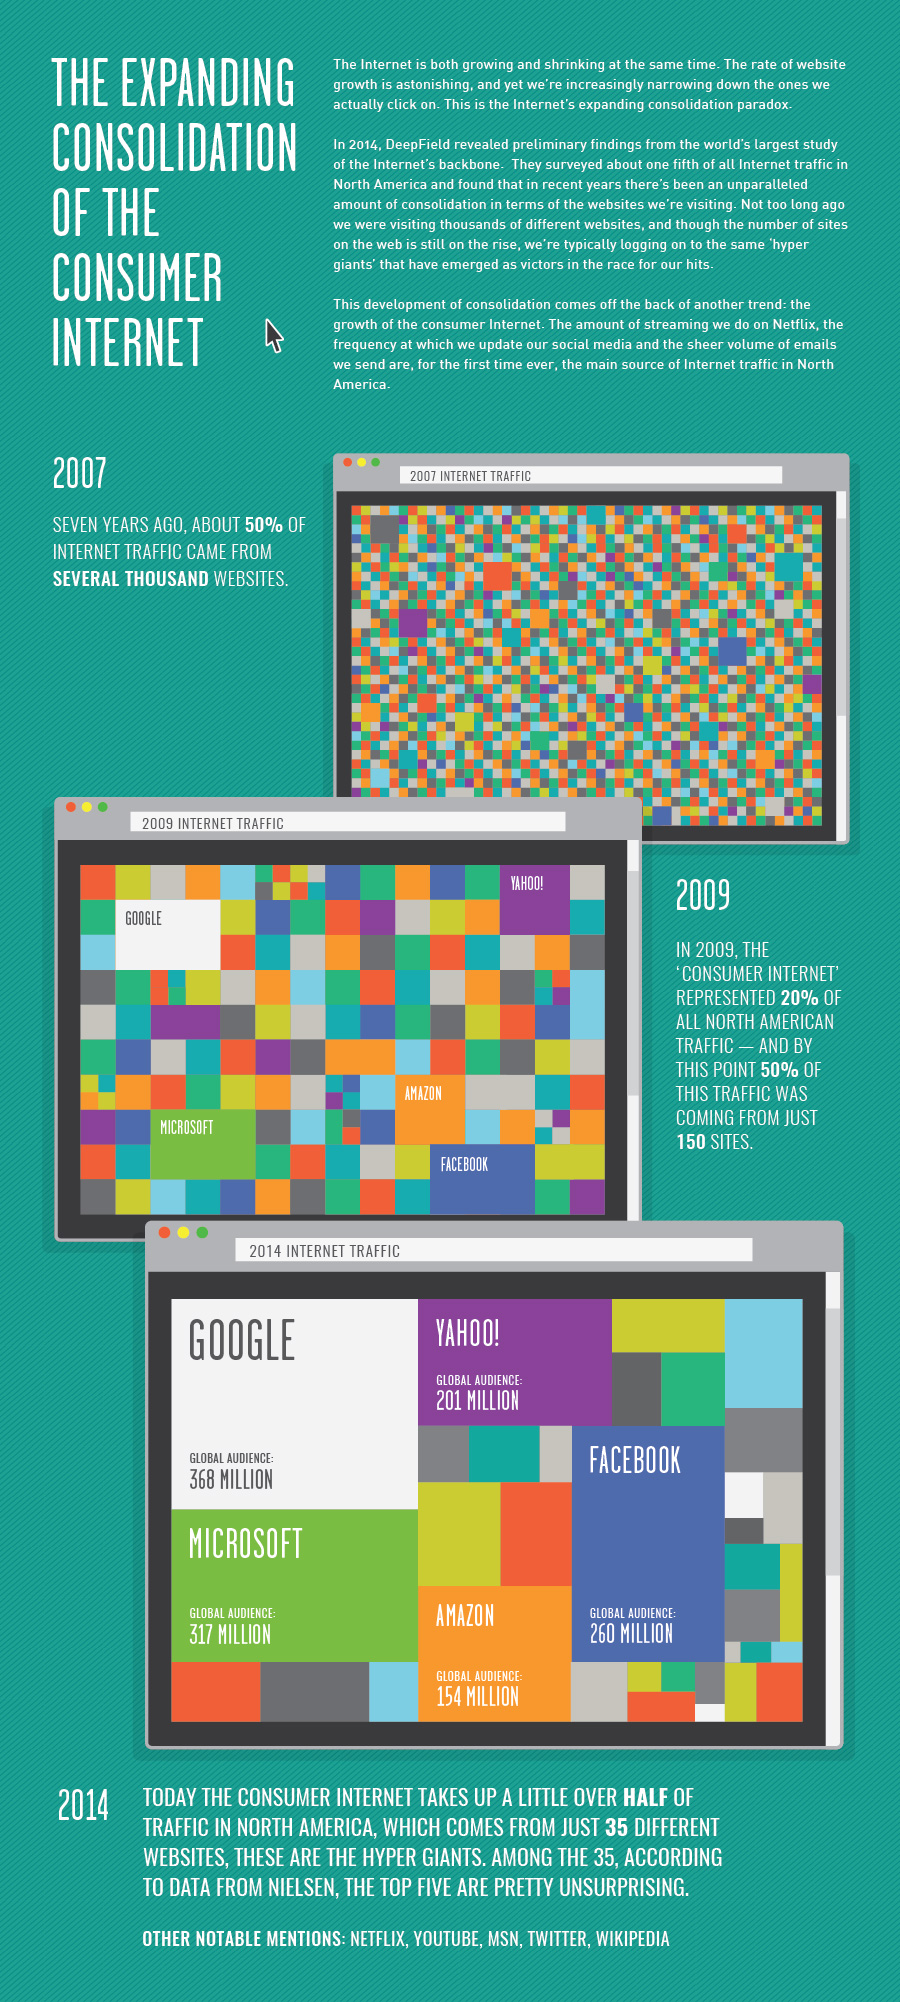 THE EXPANDING
CONSOLIDATION
OF THE
CONSUMER
INTERNET
The Internet is both growing and shrinking at the same time. The rate of website
growth is astonishing, and yet we're increasingly narrowing down the ones we
actually click on. This is the Internet's expanding consolidation paradox.
In 2014, DeepField revealed preliminary findings from the world's largest study
of the Internet's backbone. They surveyed about one fifth of all Internet traffic in
North America and found that in recent years there's been an unparalleled
amount of consolidation in terms of the websites we're visiting. Not too long ago
we were visiting thousands of different websites, and though the number of sites
on the web is still on the rise, we're typically logging on to the same 'hyper
giants' that have emerged as victors in the race for our hits.
This development of consolidation comes off the back of another trend: the
growth of the consumer Internet. The amount of streaming we do on Netflix, the
frequency at which we update our social media and the sheer volume of emails
we send are, for the first time ever, the main source of Internet traffic in North
America.
2007
SEVEN YEARS AGO, ABOUT 50% OF
INTERNET TRAFFIC CAME FROM
SEVERAL THOUSAND WEBSITES.
2007 INTERNET TRAFFIC
2009 INTERNET TRAFFIC
YAHOO!
GOOGLE
AMAZON
MICROSOFT
FACEBOOK
2009
IN 2009, THE
'CONSUMER INTERNET'
REPRESENTED 20% OF
ALL NORTH AMERICAN
TRAFFIC — AND BY
THIS POINT 50% OF
THIS TRAFFIC WAS
COMING FROM JUST
150 SITES.
2014 INTERNET TRAFFIC
GOOGLE
GLOBAL AUDIENCE:
368 MILLION
YAHOO!
GLOBAL AUDIENCE:
201 MILLION
FACEBOOK
GLOBAL AUDIENCE:
260 MILLION
MICROSOFT
GLOBAL AUDIENCE:
317 MILLION
AMAZON
GLOBAL AUDIENCE:
154 MILLION
2014
TODAY THE CONSUMER INTERNET TAKES UP A LITTLE OVER HALF OF
TRAFFIC IN NORTH AMERICA, WHICH COMES FROM JUST 35 DIFFERENT
WEBSITES, THESE ARE THE HYPER GIANTS. AMONG THE 35, ACCORDING
TO DATA FROM NIELSEN, THE TOP FIVE ARE PRETTY UNSURPRISING.
OTHER NOTABLE MENTIONS: NETFLIX, YOUTUBE, MSN, TWITTER, WIKIPEDIA